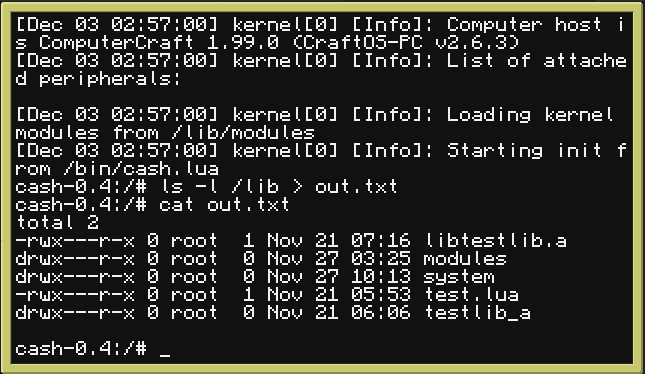 [Dec 03 02:57:00] kernel[0] [Info]: Computer host i
s ComputerCraft 1.99.0 (CraftOS-PC v2.6.3)
[Dec 03 02:57:00] kernel[0] [Info]: List of attache
d peripherals:
[Dec 03 02:57:00] kernel[0] [Info]: Loading kernel
modules from /lib/modules
[Dec 03 02:57:00] kernel[0] [Info]: Starting init f
rom /bin/cash.lua
cash-0.4:/# ls -l /lib > out.txt
cash-0.4:/# cat out.txt
total 2
-rwx---r-x 0 root  1 Nov 21 07:16 libtestlib.a
drwx---r-x 0 root  0 Nov 27 03:25 modules
drwx---r-x 0 root  0 Nov 27 10:13 system
-rwx---r-x 0 root  1 Nov 21 05:53 test.lua
drwx---r-x 0 root  0 Nov 21 06:06 testlib_a
cash-0.4:/# _